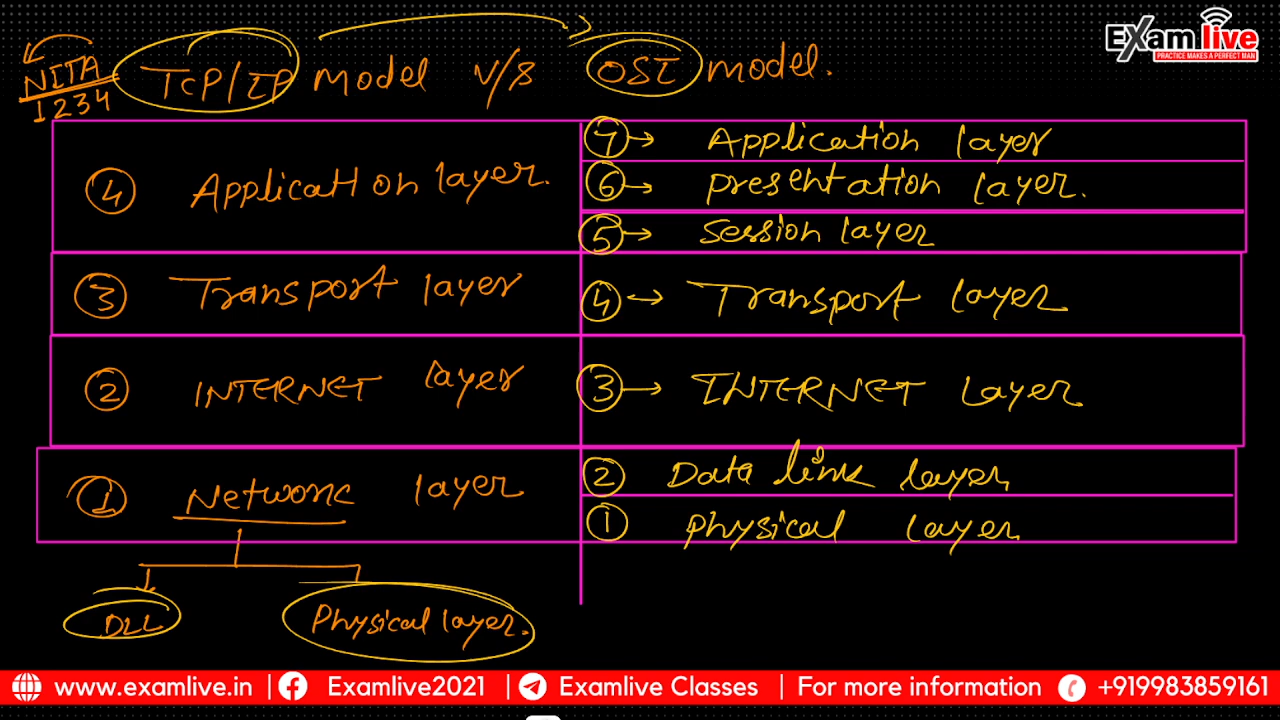 EXam live
PRACTICE MAKES A PERFECT MAN
NITA
1234
TCP/IP Model V/S OSI model.
④ Application layer.
⑦→ Application layer
⑥→ presentation layer.
⑤→ Session layer
③ Transport layer
④→ Transport layer
② INTERNET layer
③→ INTERNET layer
① Network layer
② Data link layer
① physical layer
DLL
Physical layer.
www.examlive.in | Examlive2021 | Examlive Classes | For more information +919983859161